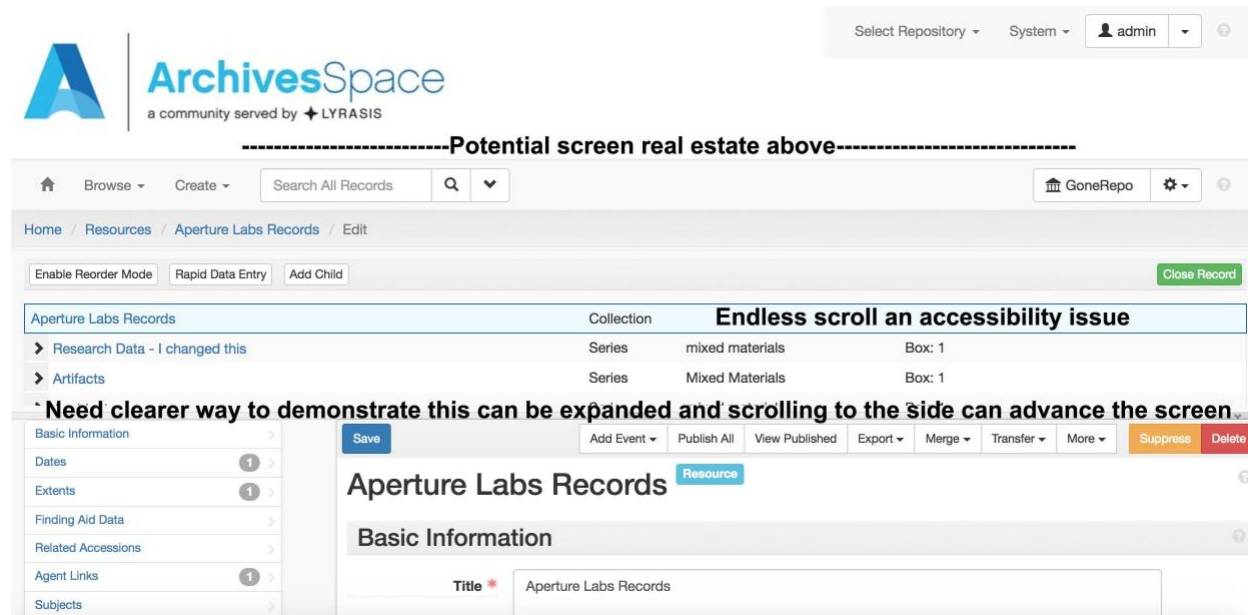 Select Repository System admin
ArchivesSpace
a community served by LYRASIS
--------------------------Potential screen real estate above------------------------------
Browse Create Search All Records GoneRepo
Home / Resources / Aperture Labs Records / Edit
Enable Reorder Mode Rapid Data Entry Add Child Close Record
Aperture Labs Records Collection Endless scroll an accessibility issue
Research Data - I changed this Series mixed materials Box: 1
Artifacts Series Mixed Materials Box: 1
Need clearer way to demonstrate this can be expanded and scrolling to the side can advance the screen
Basic Information
Save Add Event Publish All View Published Export Merge Transfer More Suppress Delete
Dates 1
Extents 1
Aperture Labs Records Resource
Finding Aid Data
Basic Information
Related Accessions
Agent Links 1
Title * Aperture Labs Records
Subjects